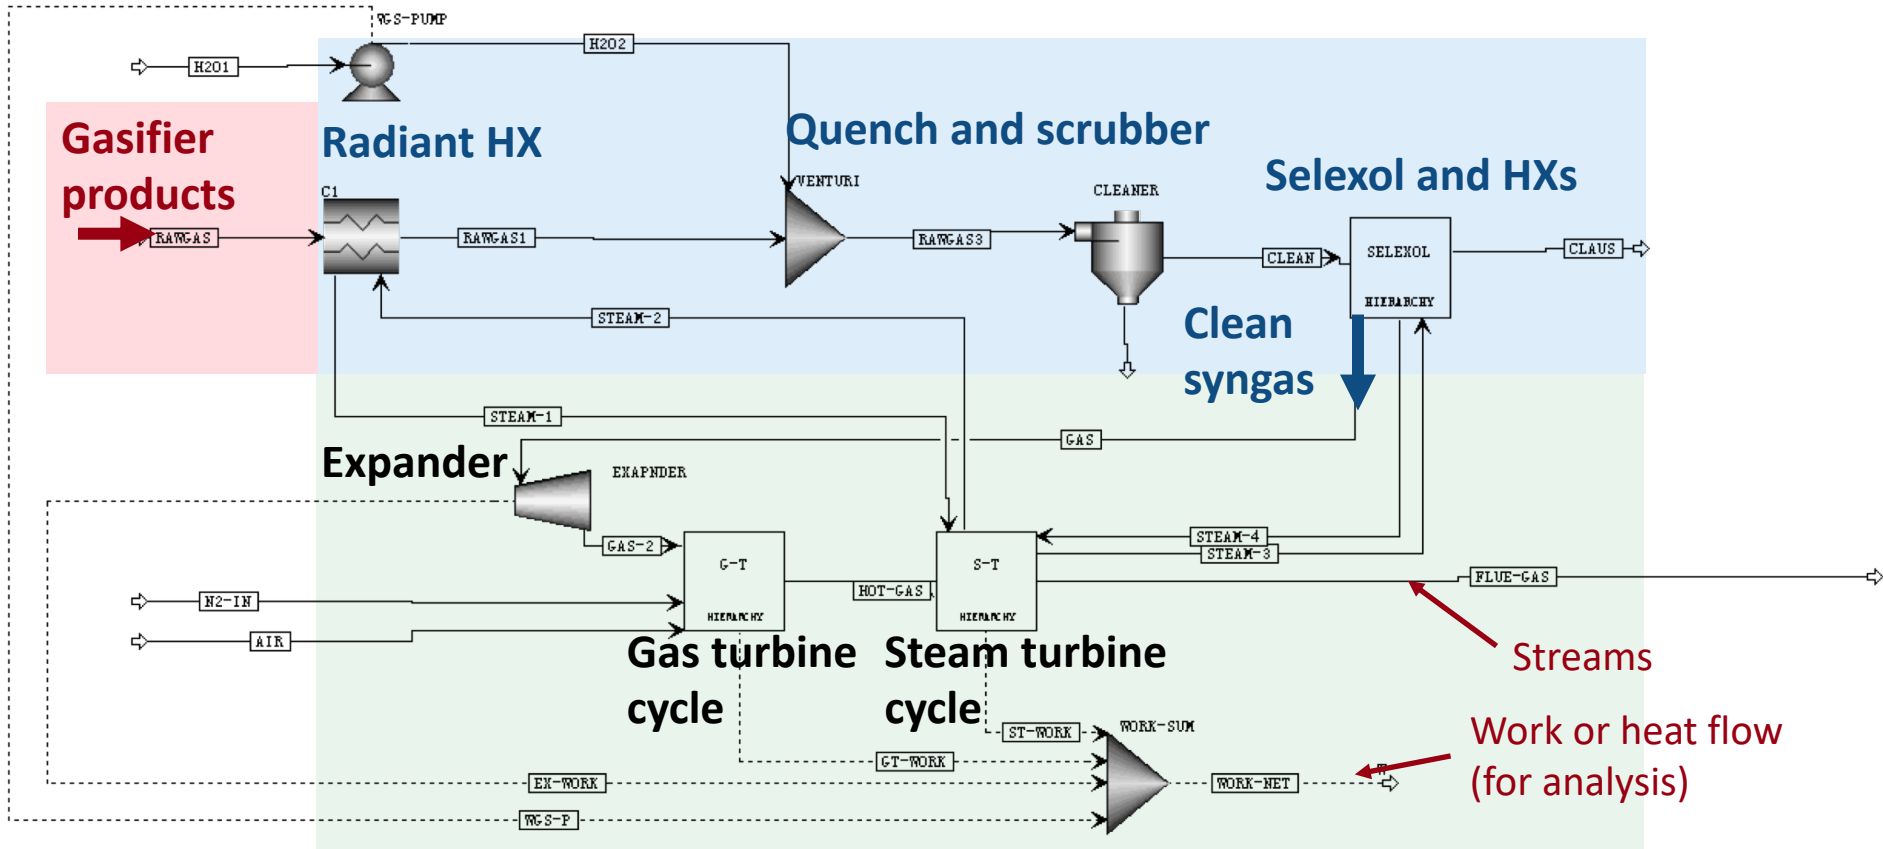 WGS-PUMP
H2O2
H2O1
Gasifier
products
Radiant HX
Quench and scrubber
Selexol and HXs
C1
VENTURI
CLEANER
RAWGAS
RAWGAS1
RAWGAS3
CLEAN
SELEXOL
HIERARCHY
CLAUS
STEAM-2
Clean
syngas
STEAM-1
GAS
Expander
EXAPNDER
GAS-2
G-T
HIERARCHY
HOT-GAS
S-T
HIERARCHY
STEAM-4
STEAM-3
FLUE-GAS
N2-IN
AIR
Gas turbine
cycle
Steam turbine
cycle
Streams
Work or heat flow
(for analysis)
ST-WORK
WORK-SUM
GT-WORK
EX-WORK
WORK-NET
WGS-P